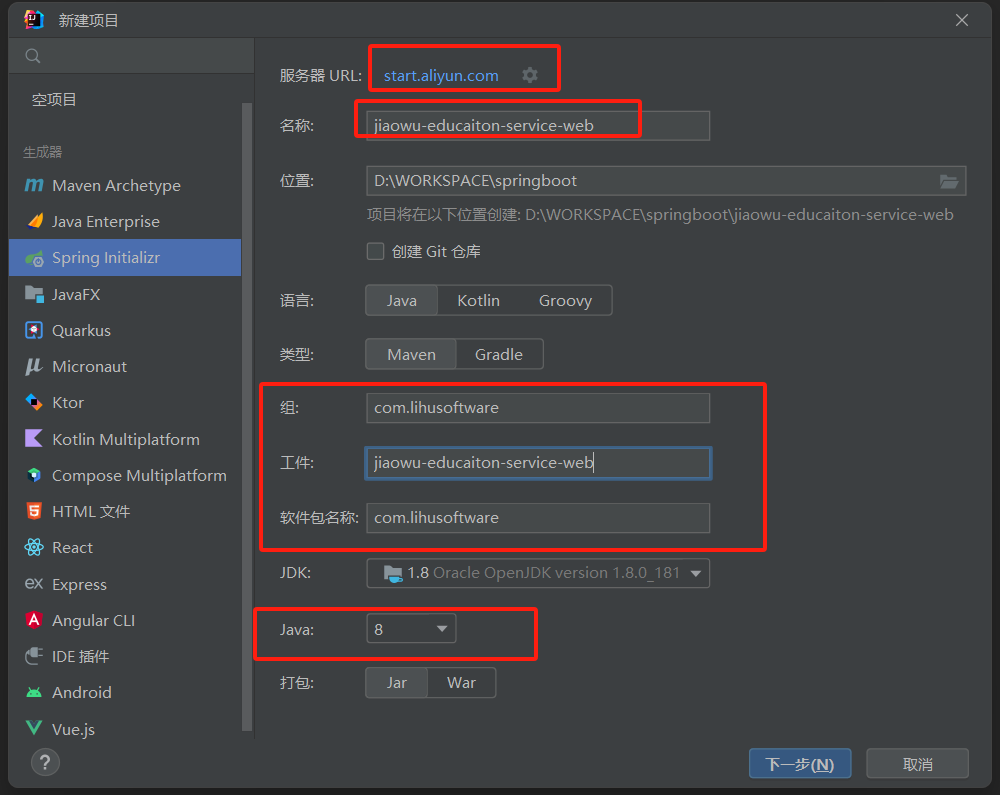 新建项目
空项目
生成器
Maven Archetype
Java Enterprise
Spring Initializr
JavaFX
Quarkus
Micronaut
Ktor
Kotlin Multiplatform
Compose Multiplatform
HTML 文件
React
ex Express
Angular CLI
IDE 插件
Android
Vue.js
?
服务器 URL: start.aliyun.com
名称: jiaowu-educaiton-service-web
位置: D:\WORKSPACE\springboot
项目将在以下位置创建: D:\WORKSPACE\springboot\jiaowu-educaiton-service-web
创建 Git 仓库
语言: Java Kotlin Groovy
类型: Maven Gradle
组: com.lihusoftware
工件: jiaowu-educaiton-service-web
软件包名称: com.lihusoftware
JDK: 1.8 Oracle OpenJDK version 1.8.0_181
Java: 8
打包: Jar War
下一步(N) 取消